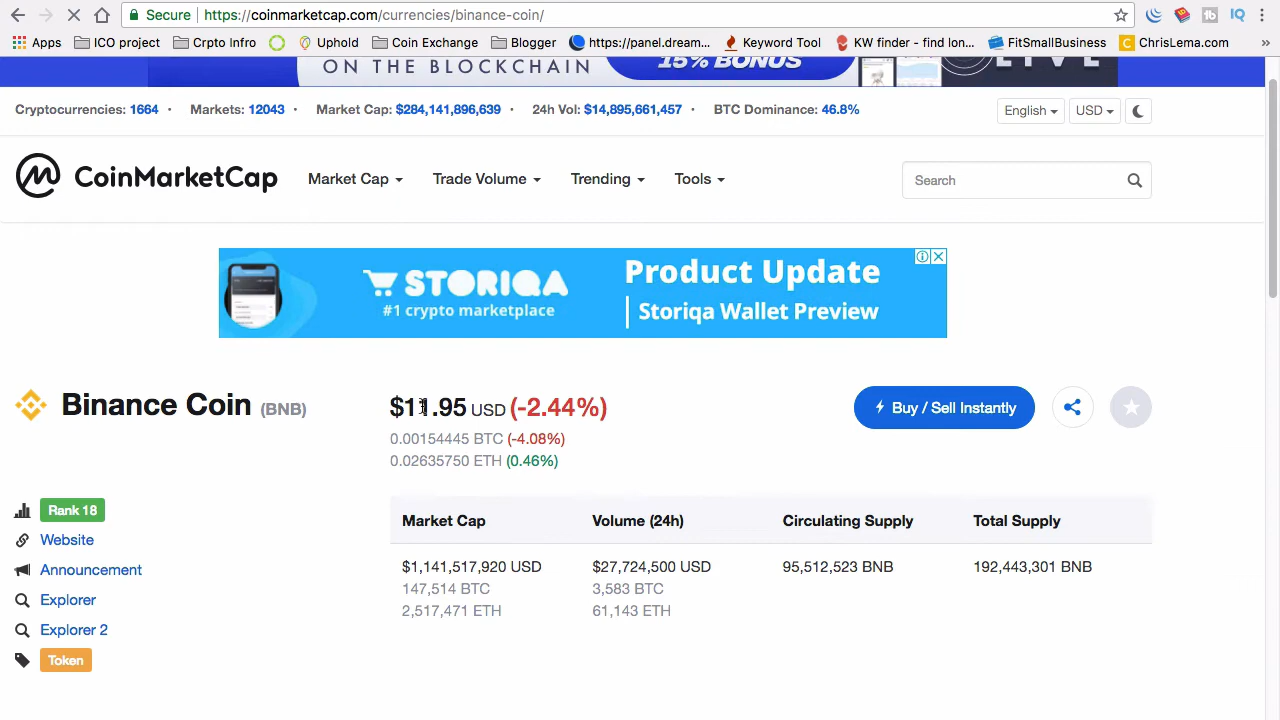 Secure https://coinmarketcap.com/currencies/binance-coin/
Apps ICO project Crpto Infro Uphold Coin Exchange Blogger https://panel.dream... Keyword Tool KW finder - find lon... FitSmallBusiness ChrisLema.com »
ON THE BLOCKCHAIN 15% BONUS
Cryptocurrencies: 1664 • Markets: 12043 • Market Cap: $284,141,896,639 • 24h Vol: $14,895,661,457 • BTC Dominance: 46.8% English USD
CoinMarketCap Market Cap Trade Volume Trending Tools Search
STORIQA Product Update
#1 crypto marketplace Storiqa Wallet Preview
Binance Coin (BNB) $11.95 USD (-2.44%) Buy / Sell Instantly
0.00154445 BTC (-4.08%)
0.02635750 ETH (0.46%)
Rank 18 Market Cap Volume (24h) Circulating Supply Total Supply
Website
$1,141,517,920 USD $27,724,500 USD 95,512,523 BNB 192,443,301 BNB
Announcement
147,514 BTC 3,583 BTC
Explorer
2,517,471 ETH 61,143 ETH
Explorer 2
Token